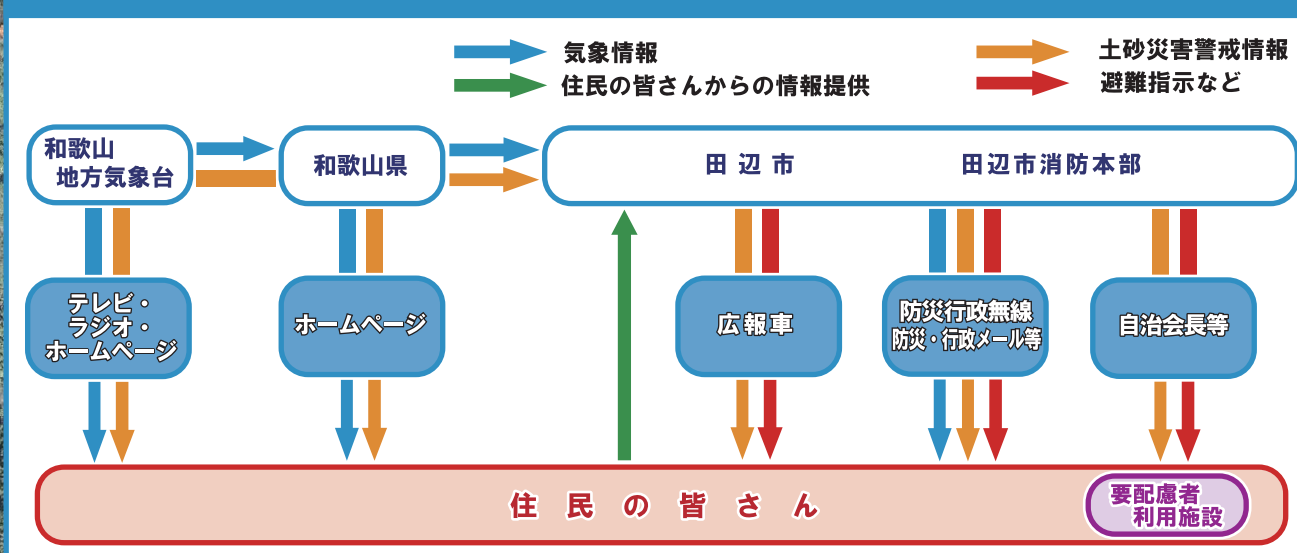 気象情報
土砂災害警戒情報
住民の皆さんからの情報提供
避難指示など
和歌山
地方気象台
和歌山県
田辺市
田辺市消防本部
テレビ・
ラジオ・
ホームページ
ホームページ
広報車
防災行政無線
防災・行政メール等
自治会長等
住民の皆さん
要配慮者
利用施設